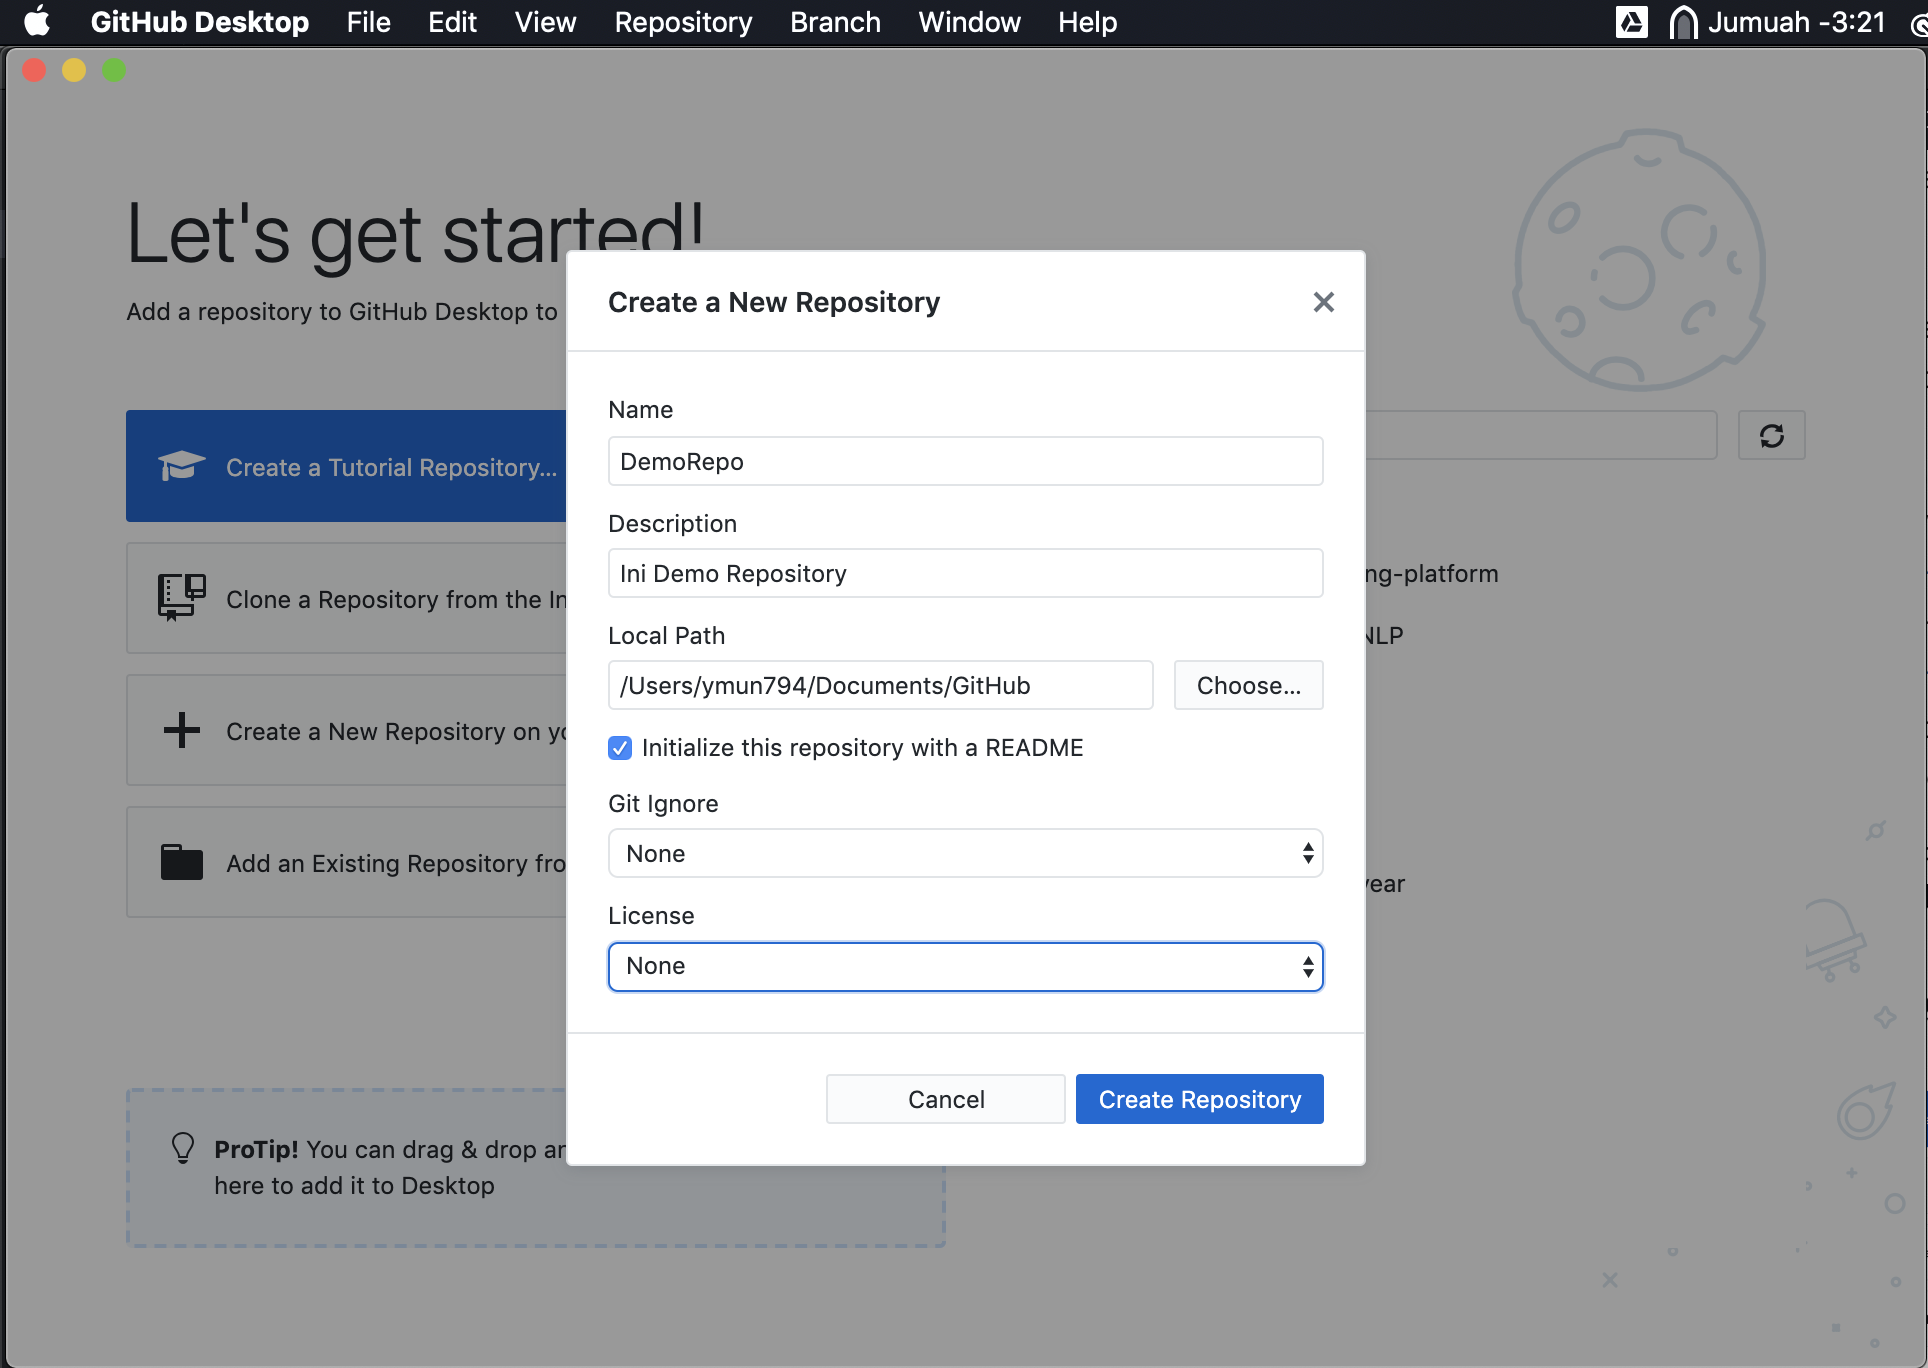 GitHub Desktop File Edit View Repository Branch Window Help Jumuah -3:21
Let's get started!
Add a repository to GitHub Desktop to
Create a Tutorial Repository...
Clone a Repository from the In
Create a New Repository on yo
Add an Existing Repository fro
ProTip! You can drag & drop an
here to add it to Desktop
Create a New Repository
Name
DemoRepo
Description
Ini Demo Repository
Local Path
/Users/ymun794/Documents/GitHub
Choose...
Initialize this repository with a README
Git Ignore
None
License
None
Cancel
Create Repository
ng-platform
NLP
year